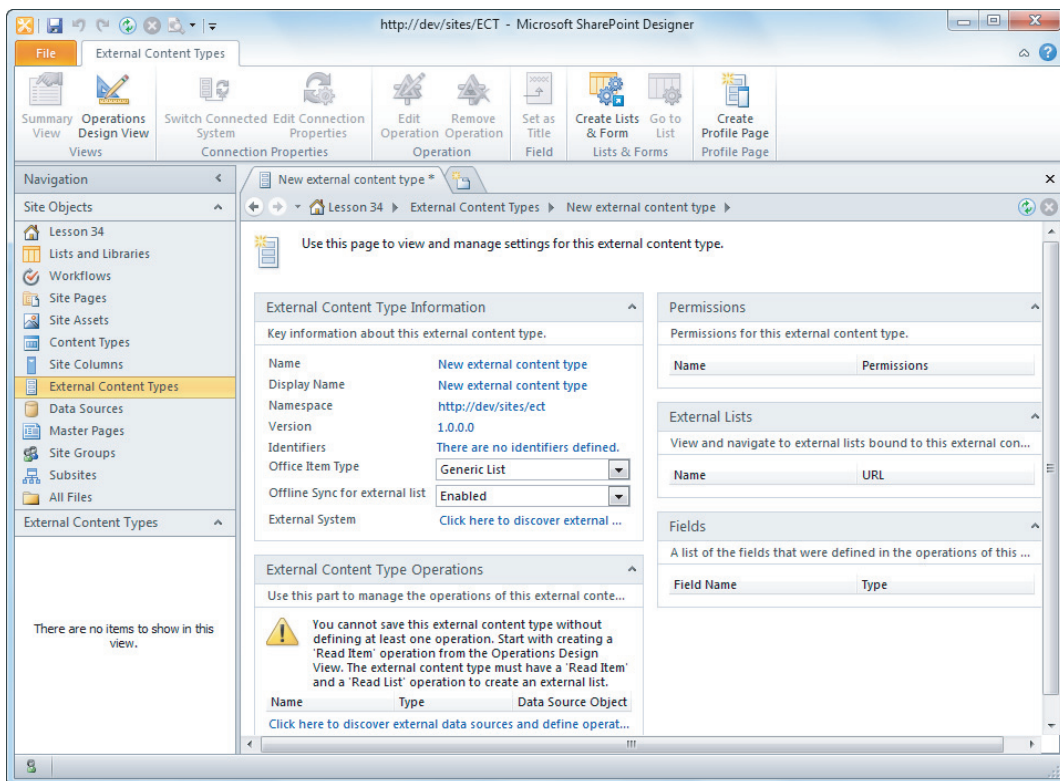 http://dev/sites/ECT - Microsoft SharePoint Designer
File
External Content Types
Summary View
Operations Design View
Switch Connected System
Edit Connection Properties
Edit Operation
Remove Operation
Set as Title
Create Lists & Form
Go to List
Create Profile Page
Views
Connection Properties
Operation
Field
Lists & Forms
Profile Page
Navigation
Site Objects
Lesson 34
Lists and Libraries
Workflows
Site Pages
Site Assets
Content Types
Site Columns
External Content Types
Data Sources
Master Pages
Site Groups
Subsites
All Files
External Content Types
There are no items to show in this
view.
New external content type *
Lesson 34 External Content Types New external content type
Use this page to view and manage settings for this external content type.
External Content Type Information
Key information about this external content type.
Name New external content type
Display Name New external content type
Namespace http://dev/sites/ect
Version 1.0.0.0
Identifiers There are no identifiers defined.
Office Item Type Generic List
Offline Sync for external list Enabled
External System Click here to discover external ...
External Content Type Operations
Use this part to manage the operations of this external conte...
You cannot save this external content type without
defining at least one operation. Start with creating a
'Read Item' operation from the Operations Design
View. The external content type must have a 'Read Item'
and a 'Read List' operation to create an external list.
Name Type Data Source Object
Click here to discover external data sources and define operat...
Permissions
Permissions for this external content type.
Name Permissions
External Lists
View and navigate to external lists bound to this external con...
Name URL
Fields
A list of the fields that were defined in the operations of this ...
Field Name Type